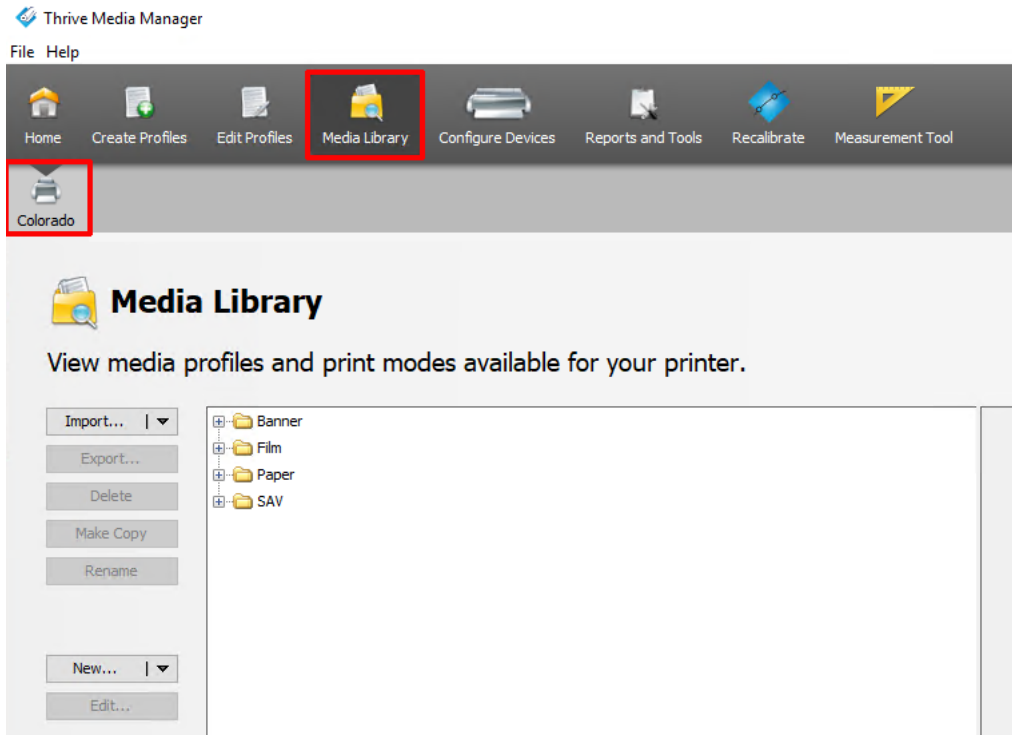 Thrive Media Manager
File Help
Home Create Profiles Edit Profiles Media Library Configure Devices Reports and Tools Recalibrate Measurement Tool
Colorado
Media Library
View media profiles and print modes available for your printer.
Import...
Export...
Delete
Make Copy
Rename
New...
Edit...
Banner
Film
Paper
SAV